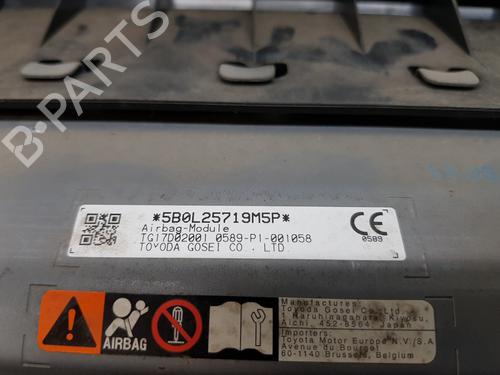 *5B0L25719M5P*
Airbag-Module
TG17D02001 0589-P1-001058
TOYODA GOSEI CO., LTD.
CE
0589
AIRBAG
Manufacturer
Toyoda Gosei Co., Ltd.
1 Haruhinagahata, Kiyosu,
Aichi, 452-8564, Japan
Importer
Toyota Motor Europe N.V./S.A
Avenue du Bourget
60-1140 Brussels, Belgium
B-Parts